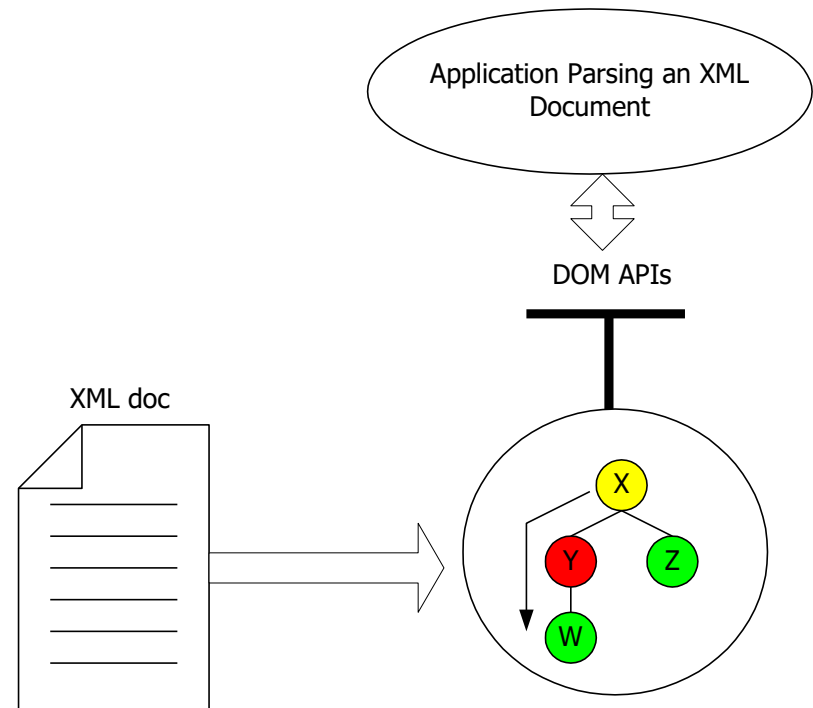 Application Parsing an XML
Document
DOM APIs
XML doc
X
Y
Z
W